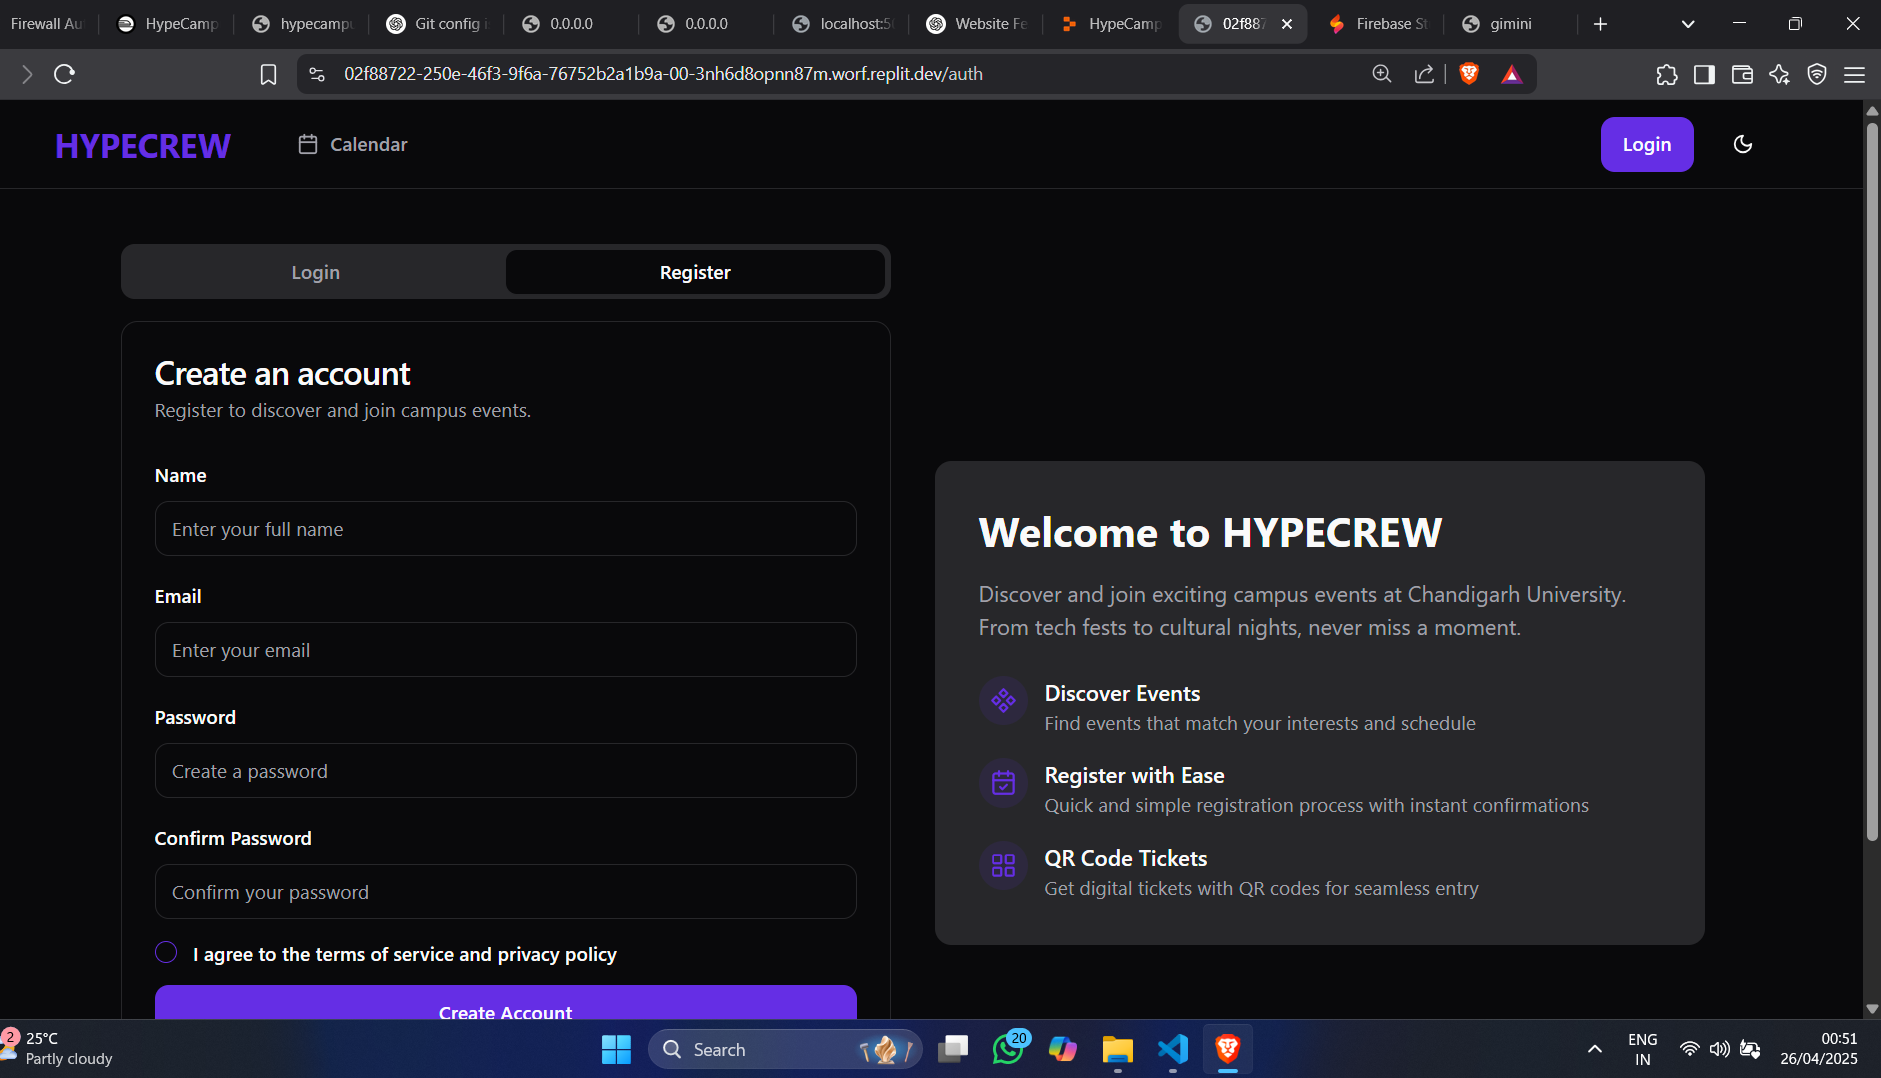 Firewall Au
HypeCamp
hypecampu
Git config i
0.0.0.0
0.0.0.0
localhost:50
Website Fe
HypeCamp
02f887
Firebase St
gimini
02f88722-250e-46f3-9f6a-76752b2a1b9a-00-3nh6d8opnn87m.worf.replit.dev/auth
HYPECREW
Calendar
Login
Login
Register
Create an account
Register to discover and join campus events.
Name
Enter your full name
Email
Enter your email
Password
Create a password
Confirm Password
Confirm your password
I agree to the terms of service and privacy policy
Create Account
Welcome to HYPECREW
Discover and join exciting campus events at Chandigarh University.
From tech fests to cultural nights, never miss a moment.
Discover Events
Find events that match your interests and schedule
Register with Ease
Quick and simple registration process with instant confirmations
QR Code Tickets
Get digital tickets with QR codes for seamless entry
2
25°C
Partly cloudy
Search
20
ENG
IN
00:51
26/04/2025